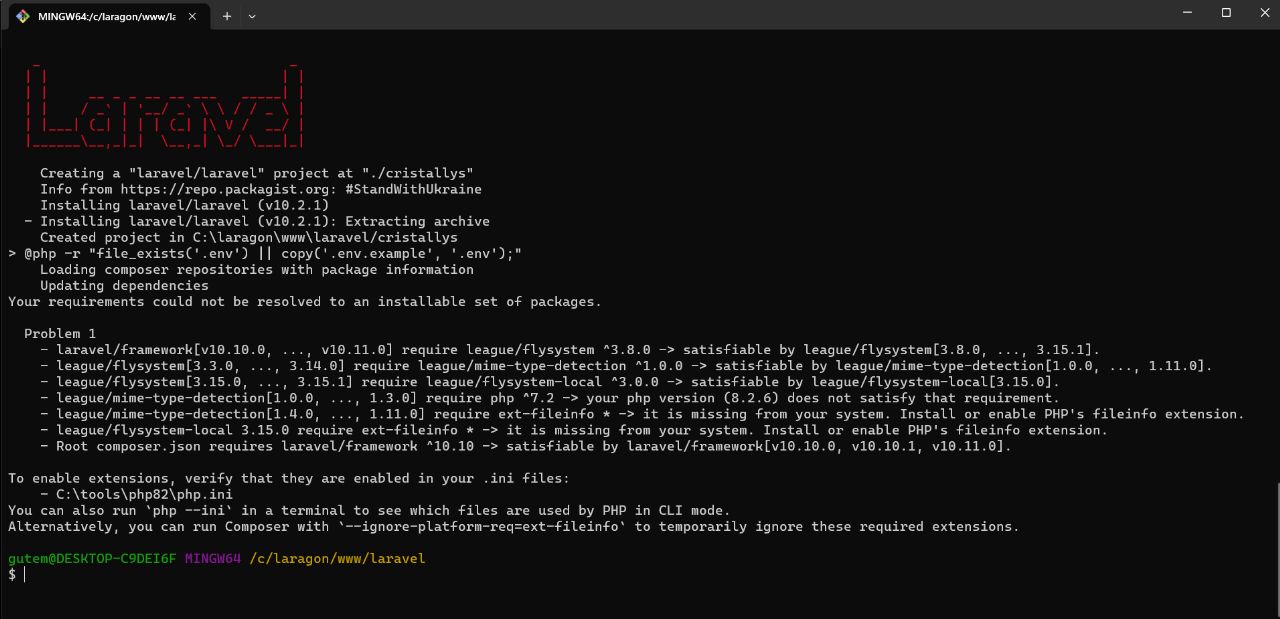 MINGW64:/c/laragon/www/la
Laravel
Creating a "laravel/laravel" project at "./cristallys"
Info from https://repo.packagist.org: #StandWithUkraine
Installing laravel/laravel (v10.2.1)
- Installing laravel/laravel (v10.2.1): Extracting archive
Created project in C:\laragon\www\laravel/cristallys
> @php -r "file_exists('.env') || copy('.env.example', '.env');"
Loading composer repositories with package information
Updating dependencies
Your requirements could not be resolved to an installable set of packages.
Problem 1
- laravel/framework[v10.10.0, ..., v10.11.0] require league/flysystem ^3.8.0 -> satisfiable by league/flysystem[3.8.0, ..., 3.15.1].
- league/flysystem[3.3.0, ..., 3.14.0] require league/mime-type-detection ^1.0.0 -> satisfiable by league/mime-type-detection[1.0.0, ..., 1.11.0].
- league/flysystem[3.15.0, ..., 3.15.1] require league/flysystem-local ^3.0.0 -> satisfiable by league/flysystem-local[3.15.0].
- league/mime-type-detection[1.0.0, ..., 1.3.0] require php ^7.2 -> your php version (8.2.6) does not satisfy that requirement.
- league/mime-type-detection[1.4.0, ..., 1.11.0] require ext-fileinfo * -> it is missing from your system. Install or enable PHP's fileinfo extension.
- league/flysystem-local 3.15.0 require ext-fileinfo * -> it is missing from your system. Install or enable PHP's fileinfo extension.
- Root composer.json requires laravel/framework ^10.10 -> satisfiable by laravel/framework[v10.10.0, v10.10.1, v10.11.0].
To enable extensions, verify that they are enabled in your .ini files:
- C:\tools\php82\php.ini
You can also run `php --ini` in a terminal to see which files are used by PHP in CLI mode.
Alternatively, you can run Composer with `--ignore-platform-req=ext-fileinfo` to temporarily ignore these required extensions.
gutem@DESKTOP-C9DEI6F MINGW64 /c/laragon/www/laravel
$